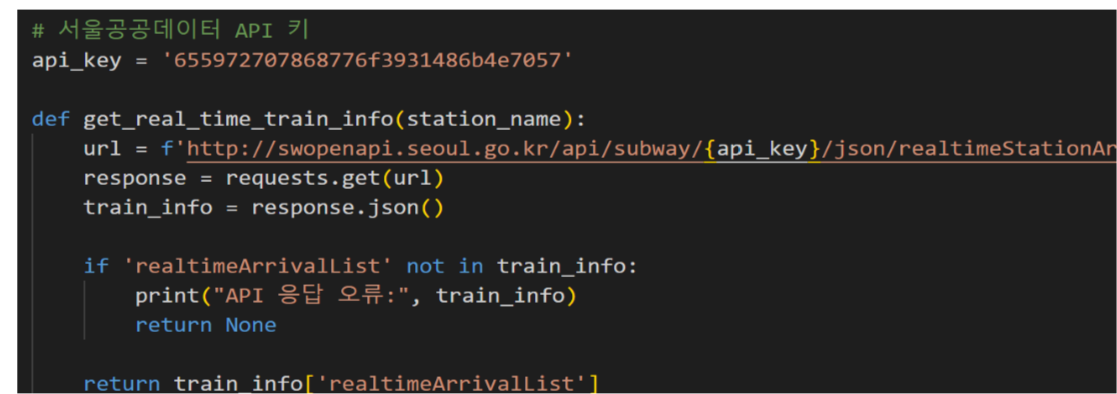 # 서울공공데이터 API 키
api_key = '655972707868776f3931486b4e7057'
def get_real_time_train_info(station_name):
url = f'http://swopenapi.seoul.go.kr/api/subway/{api_key}/json/realtimeStationAr
response = requests.get(url)
train_info = response.json()
if 'realtimeArrivalList' not in train_info:
print("API 응답 오류:", train_info)
return None
return train_info['realtimeArrivalList']